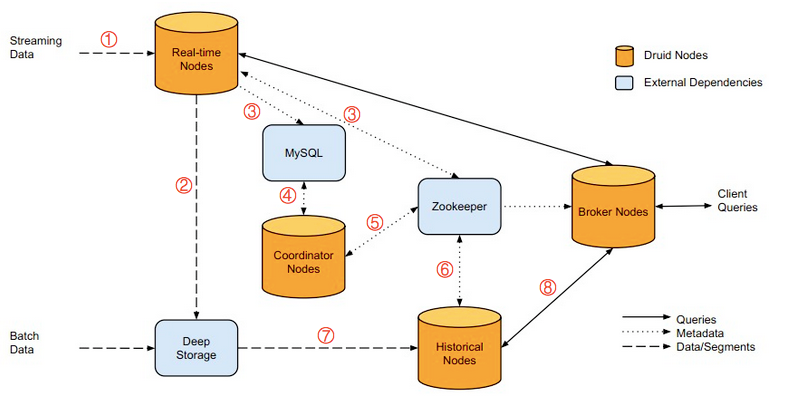 Streaming
Data
①
Real-time
Nodes
Druid Nodes
External Dependencies
③
③
MySQL
②
④
Zookeeper
Broker Nodes
Client
Queries
⑤
Coordinator
Nodes
⑥
⑧
Batch
Data
Deep
Storage
⑦
Historical
Nodes
Queries
Metadata
Data/Segments